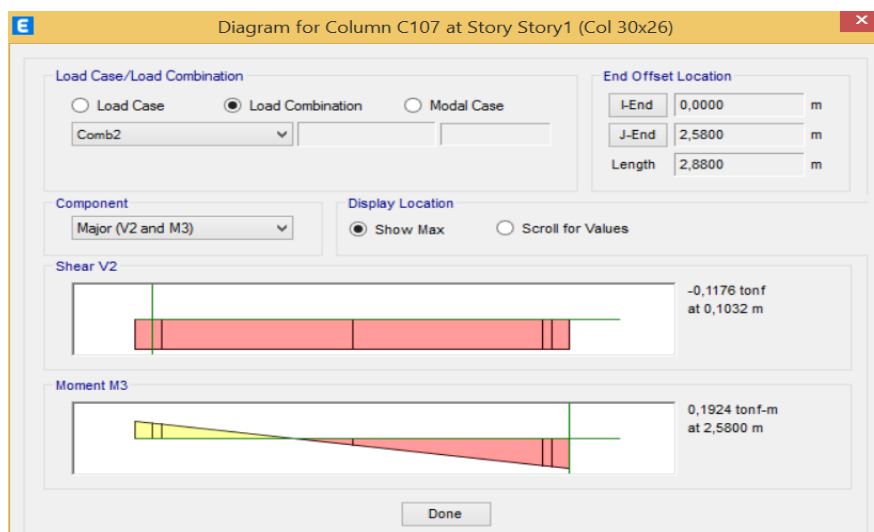 E
Diagram for Column C107 at Story Story1 (Col 30x26)
Load Case/Load Combination
Load Case
Load Combination
Modal Case
Comb2
End Offset Location
I-End 0,0000 m
J-End 2,5800 m
Length 2,8800 m
Component
Major (V2 and M3)
Display Location
Show Max
Scroll for Values
Shear V2
-0,1176 tonf
at 0,1032 m
Moment M3
0,1924 tonf-m
at 2,5800 m
Done